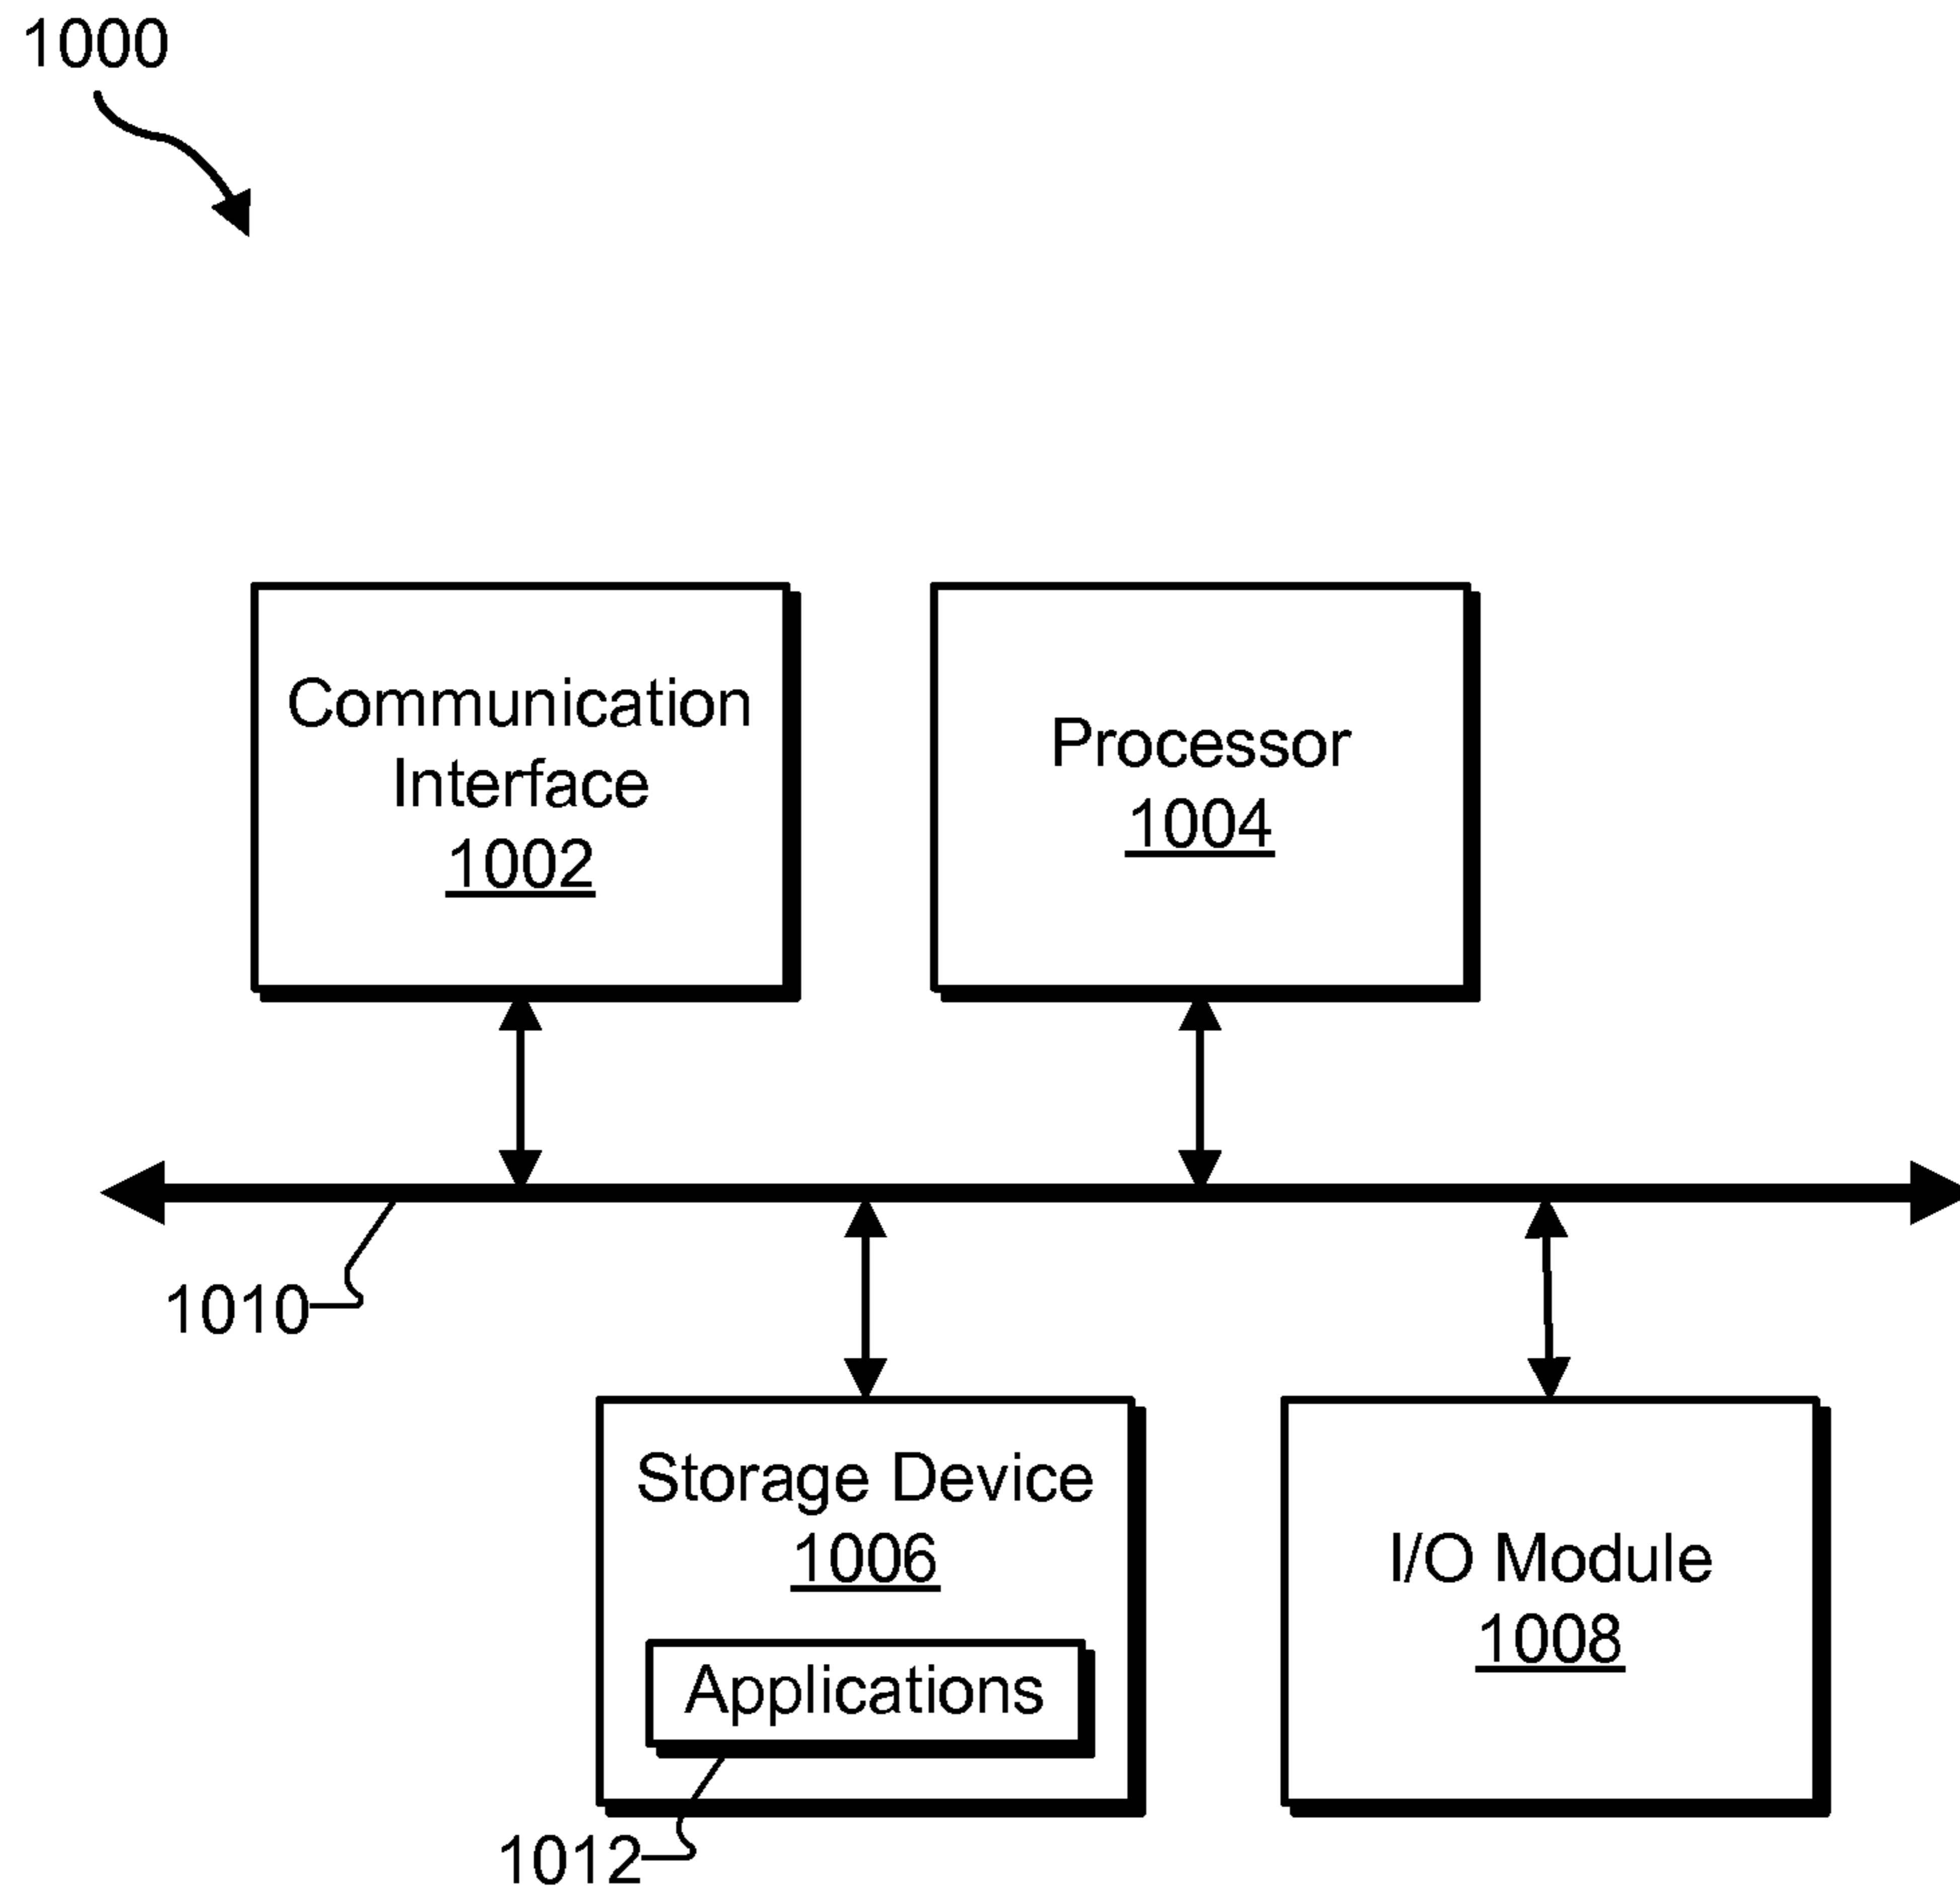 1000
Communication
Interface
1002
Processor
1004
1010
Storage Device
1006
Applications
1012
I/O Module
1008